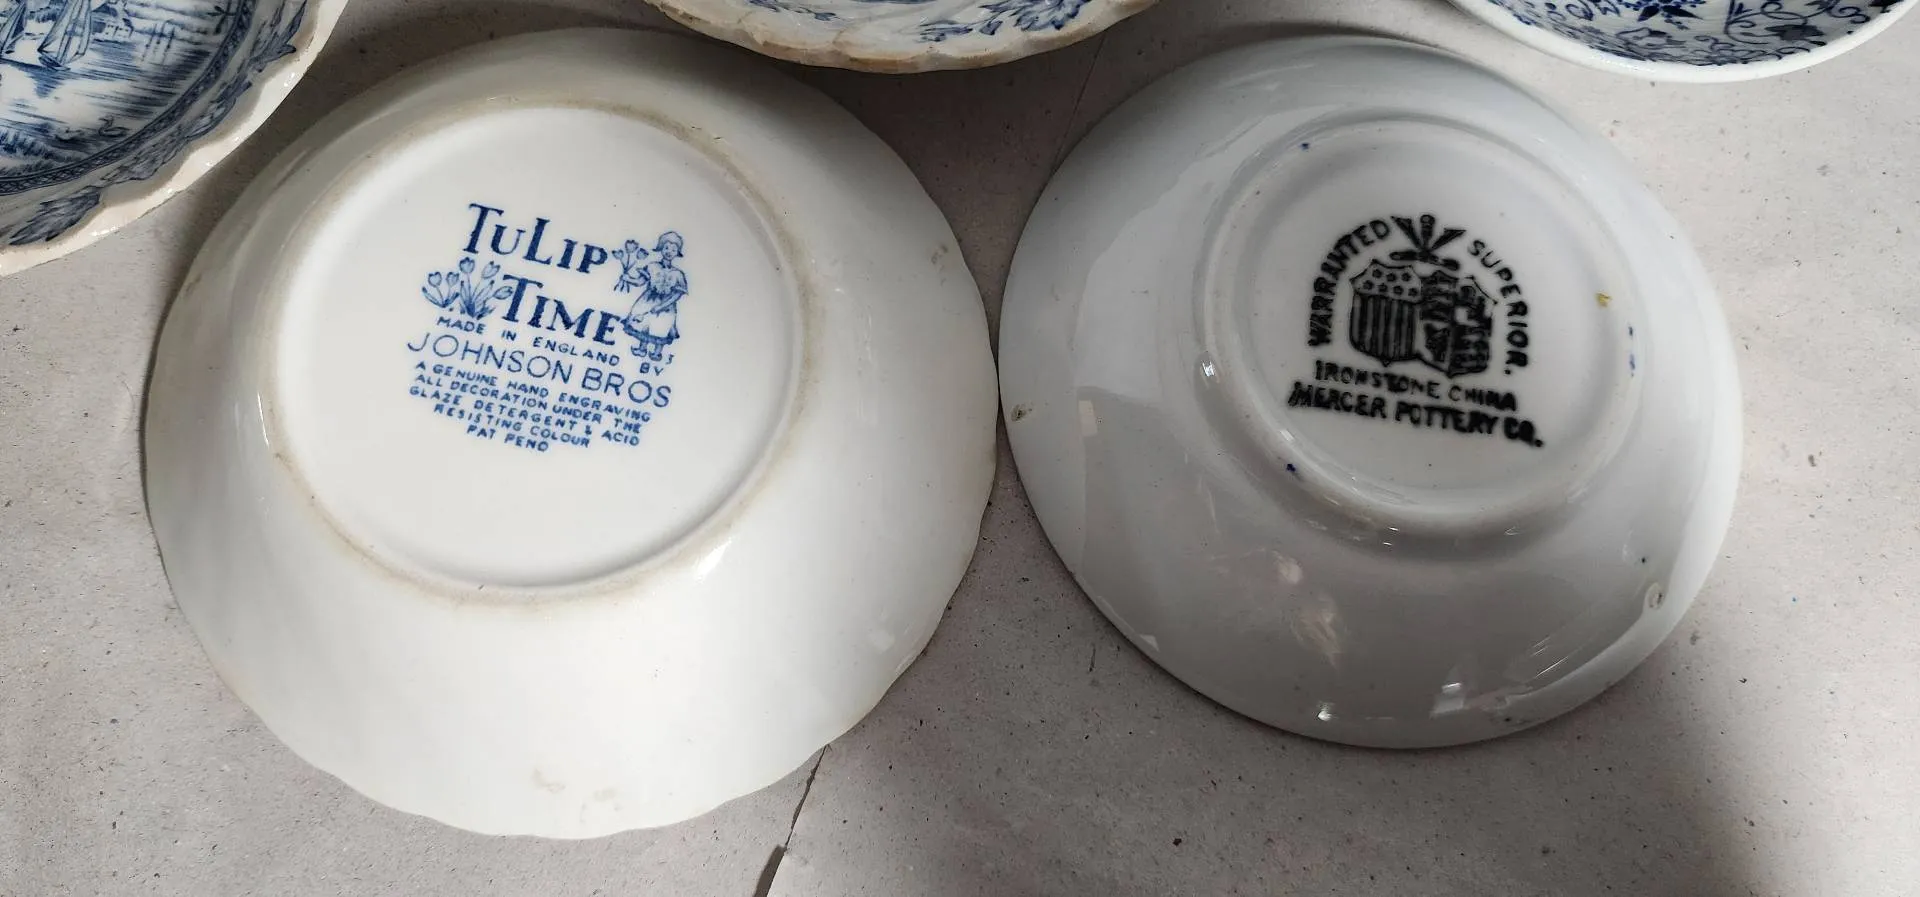 TULIP
TIME
MADE IN ENGLAND BY
JOHNSON BROS
A GENUINE HAND ENGRAVING
ALL DECORATION UNDER THE
GLAZE DETERGENT & ACID
RESISTING COLOUR
PAT PEND
WARRANTED SUPERIOR.
IRONSTONE CHINA
MERCER POTTERY CO.